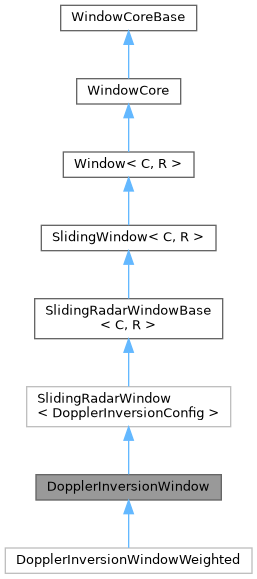 WindowCoreBase
WindowCore
Window< C, R >
SlidingWindow< C, R >
SlidingRadarWindowBase
< C, R >
SlidingRadarWindow
< DopplerInversionConfig >
DopplerInversionWindow
DopplerInversionWindowWeighted